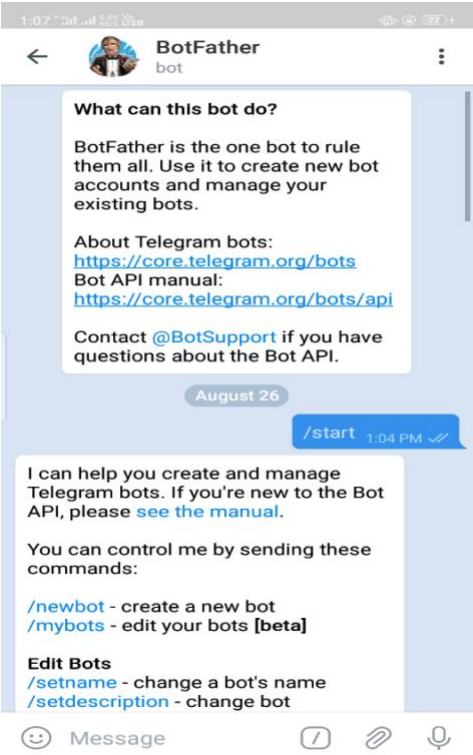 1:07
BotFather
bot
What can this bot do?
BotFather is the one bot to rule
them all. Use it to create new bot
accounts and manage your
existing bots.
About Telegram bots:
https://core.telegram.org/bots
Bot API manual:
https://core.telegram.org/bots/api
Contact @BotSupport if you have
questions about the Bot API.
August 26
/start 1:04 PM
I can help you create and manage
Telegram bots. If you're new to the Bot
API, please see the manual.
You can control me by sending these
commands:
/newbot - create a new bot
/mybots - edit your bots [beta]
Edit Bots
/setname - change a bot's name
/setdescription - change bot
Message